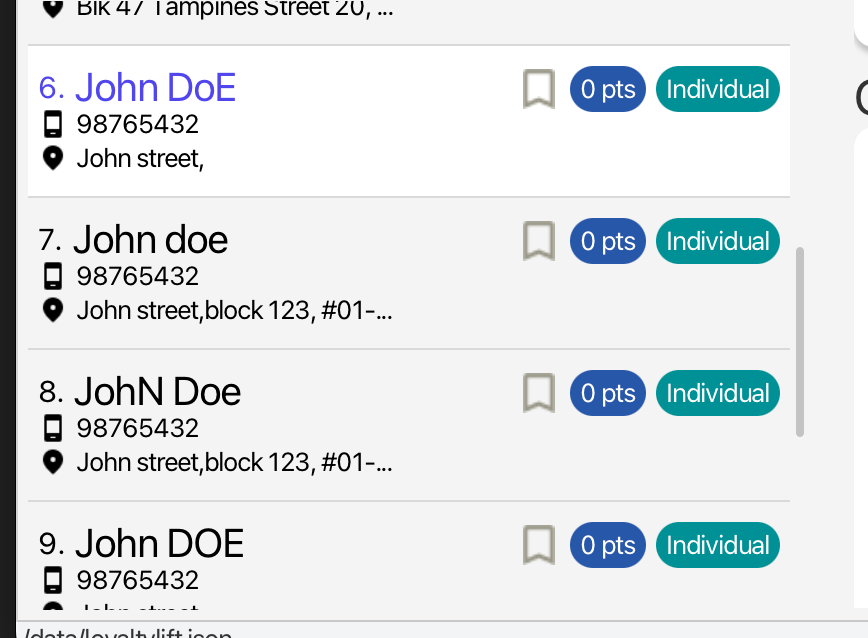 Blk 47 Tampines Street 20, ...
6. John DoE 0 pts Individual
98765432
John street,
7. John doe 0 pts Individual
98765432
John street,block 123, #01-...
8. JohN Doe 0 pts Individual
98765432
John street,block 123, #01-...
9. John DOE 0 pts Individual
98765432
John street
/data/loyaltylift.json